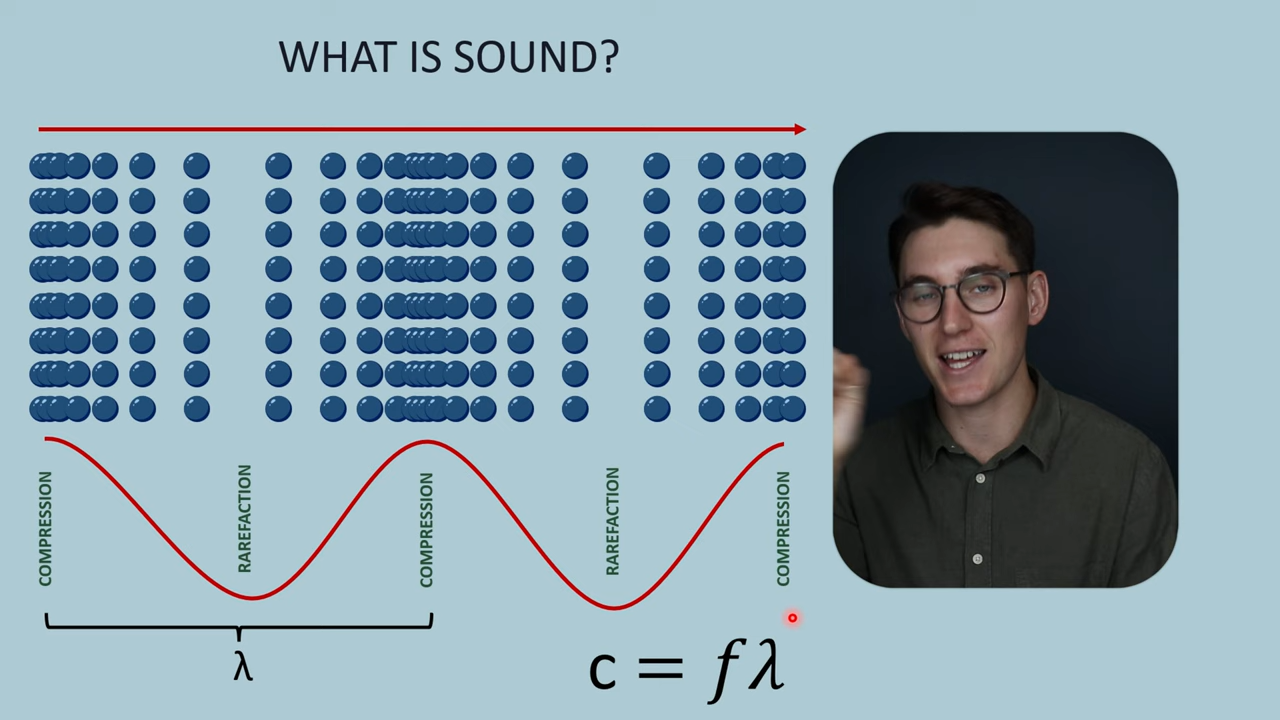 WHAT IS SOUND?
COMPRESSION
RAREFACTION
COMPRESSION
RAREFACTION
COMPRESSION
λ
c = fλ